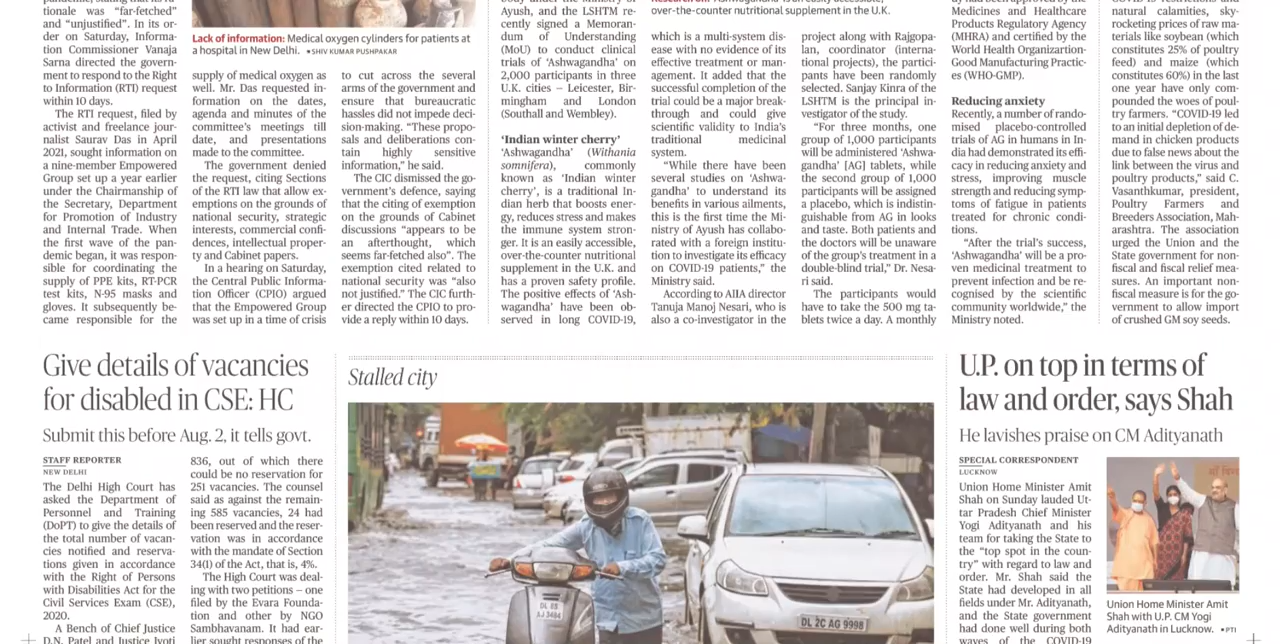 tionale was "far-fetched"
and "unjustified". In its or-
der on Saturday, Infor-
mation Commissioner Vanaja
Sarna directed the govern-
ment to respond to the Right
to Information (RTI) request
within 10 days.
The RTI request, filed by
activist and freelance jour-
nalist Saurav Das in April
2021, sought information on
a nine-member Empowered
Group set up a year earlier
under the Chairmanship of
the Secretary, Department
for Promotion of Industry
and Internal Trade. When
the first wave of the pan-
demic began, it was respon-
sible for coordinating the
supply of PPE kits, RT-PCR
test kits, N-95 masks and
gloves. It subsequently be-
came responsible for the
Lack of information: Medical oxygen cylinders for patients at
a hospital in New Delhi. •SHIV KUMAR PUSHPAKAR
supply of medical oxygen as
well. Mr. Das requested in-
formation on the dates,
agenda and minutes of the
committee's meetings till
date, and presentations
made to the committee.
The government denied
the request, citing Sections
of the RTI law that allow ex-
emptions on the grounds of
national security, strategic
interests, commercial confi-
dences, intellectual proper-
ty and Cabinet papers.
In a hearing on Saturday,
the Central Public Informa-
tion Officer (CPIO) argued
that the Empowered Group
was set up in a time of crisis
to cut across the several
arms of the government and
ensure that bureaucratic
hassles did not impede deci-
sion-making. "These propo-
sals and deliberations con-
tain highly sensitive
information," he said.
The CIC dismissed the go-
vernment's defence, saying
that the citing of exemption
on the grounds of Cabinet
discussions "appears to be
an afterthought, which
seems far-fetched also". The
exemption cited related to
national security was "also
not justified." The CIC furth-
er directed the CPIO to pro-
vide a reply within 10 days.
Ayush, and the LSHTM re-
cently signed a Memoran-
dum of Understanding
(MoU) to conduct clinical
trials of 'Ashwagandha' on
2,000 participants in three
U.K. cities – Leicester, Bir-
mingham and London
(Southall and Wembley).
'Indian winter cherry'
'Ashwagandha' (Withania
somnifera), commonly
known as 'Indian winter
cherry', is a traditional In-
dian herb that boosts ener-
gy, reduces stress and makes
the immune system stron-
ger. It is an easily accessible,
over-the-counter nutritional
supplement in the U.K. and
has a proven safety profile.
The positive effects of 'Ash-
wagandha' have been ob-
served in long COVID-19,
over-the-counter nutritional supplement in the U.K.
which is a multi-system dis-
ease with no evidence of its
effective treatment or man-
agement. It added that the
successful completion of the
trial could be a major break-
through and could give
scientific validity to India's
traditional medicinal
system.
"While there have been
several studies on 'Ashwa-
gandha' to understand its
benefits in various ailments,
this is the first time the Mi-
nistry of Ayush has collabo-
rated with a foreign institu-
tion to investigate its efficacy
on COVID-19 patients," the
Ministry said.
According to AIIA director
Tanuja Manoj Nesari, who is
also a co-investigator in the
project along with Rajgopa-
lan, coordinator (interna-
tional projects), the partici-
pants have been randomly
selected. Sanjay Kinra of the
LSHTM is the principal in-
vestigator of the study.
"For three months, one
group of 1,000 participants
will be administered 'Ashwa-
gandha' [AG] tablets, while
the second group of 1,000
participants will be assigned
a placebo, which is indistin-
guishable from AG in looks
and taste. Both patients and
the doctors will be unaware
of the group's treatment in a
double-blind trial," Dr. Nesa-
ri said.
The participants would
have to take the 500 mg ta-
blets twice a day. A monthly
Medicines and Healthcare
Products Regulatory Agency
(MHRA) and certified by the
World Health Organizartion-
Good Manufacturing Practic-
es (WHO-GMP).
Reducing anxiety
Recently, a number of rando-
mised placebo-controlled
trials of AG in humans in In-
dia had demonstrated its effi-
cacy in reducing anxiety and
stress, improving muscle
strength and reducing symp-
toms of fatigue in patients
treated for chronic condi-
tions.
"After the trial's success,
'Ashwagandha' will be a pro-
ven medicinal treatment to
prevent infection and be re-
cognised by the scientific
community worldwide," the
Ministry noted.
natural calamities, sky-
rocketing prices of raw ma-
terials like soybean (which
constitutes 25% of poultry
feed) and maize (which
constitutes 60%) in the last
one year have only com-
pounded the woes of poul-
try farmers. "COVID-19 led
to an initial depletion of de-
mand in chicken products
due to false news about the
link between the virus and
poultry products," said C.
Vasanthkumar, president,
Poultry Farmers and
Breeders Association, Mah-
arashtra. The association
urged the Union and the
State government for non-
fiscal and fiscal relief mea-
sures. An important non-
fiscal measure is for the go-
vernment to allow import
of crushed GM soy seeds.
Give details of vacancies
for disabled in CSE: HC
Submit this before Aug. 2, it tells govt.
STAFF REPORTER
NEW DELHI
The Delhi High Court has
asked the Department of
Personnel and Training
(DoPT) to give the details of
the total number of vacan-
cies notified and reserva-
tions given in accordance
with the Right of Persons
with Disabilities Act for the
Civil Services Exam (CSE),
2020.
A Bench of Chief Justice
D.N. Patel and Justice Jyoti
836, out of which there
could be no reservation for
251 vacancies. The counsel
said as against the remain-
ing 585 vacancies, 24 had
been reserved and the reser-
vation was in accordance
with the mandate of Section
34(1) of the Act, that is, 4%.
The High Court was deal-
ing with two petitions – one
filed by the Evara Founda-
tion and other by NGO
Sambhavanam. It had ear-
lier sought responses of the
Stalled city
DL 2C AG 9998
U.P. on top in terms of
law and order, says Shah
He lavishes praise on CM Adityanath
SPECIAL CORRESPONDENT
LUCKNOW
Union Home Minister Amit
Shah on Sunday lauded Ut-
tar Pradesh Chief Minister
Yogi Adityanath and his
team for taking the State to
the "top spot in the coun-
try" with regard to law and
order. Mr. Shah said the
State had developed in all
fields under Mr. Adityanath,
and the State government
had done well during both
waves of the COVID-19
Union Home Minister Amit
Shah with U.P. CM Yogi
Adityanath in Lucknow. •PTI